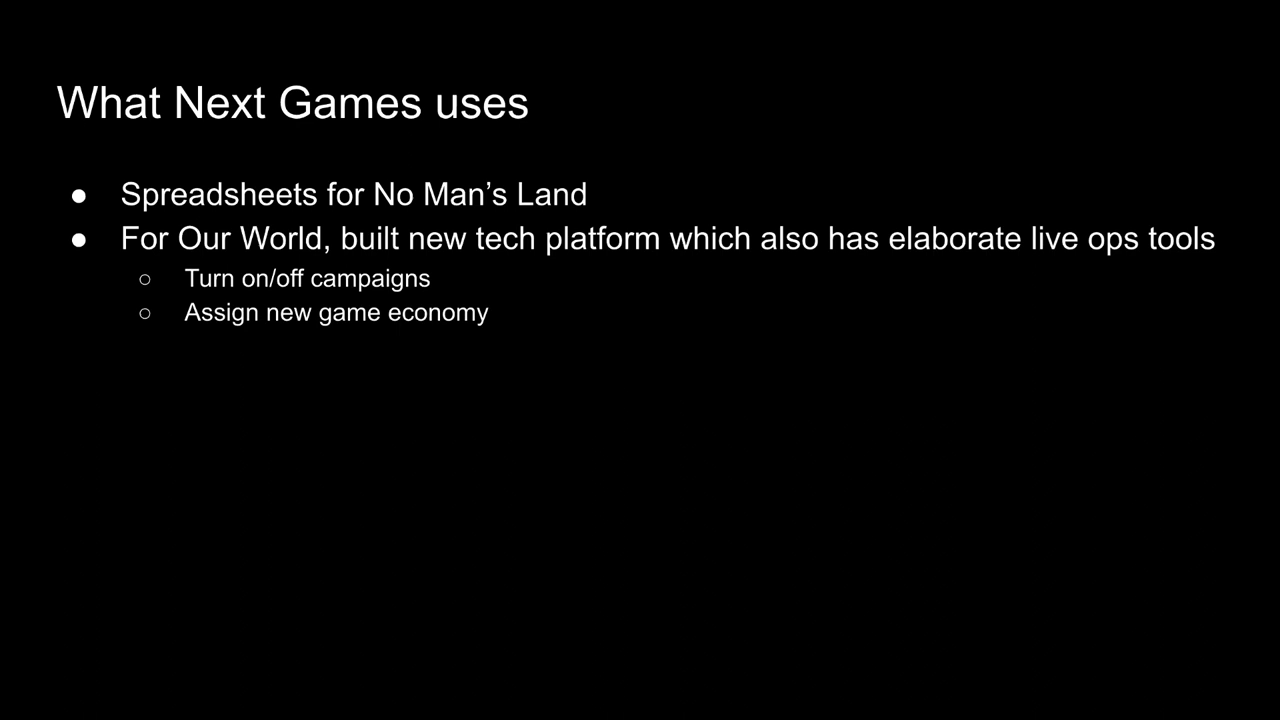 What Next Games uses
● Spreadsheets for No Man’s Land
● For Our World, built new tech platform which also has elaborate live ops tools
○ Turn on/off campaigns
○ Assign new game economy